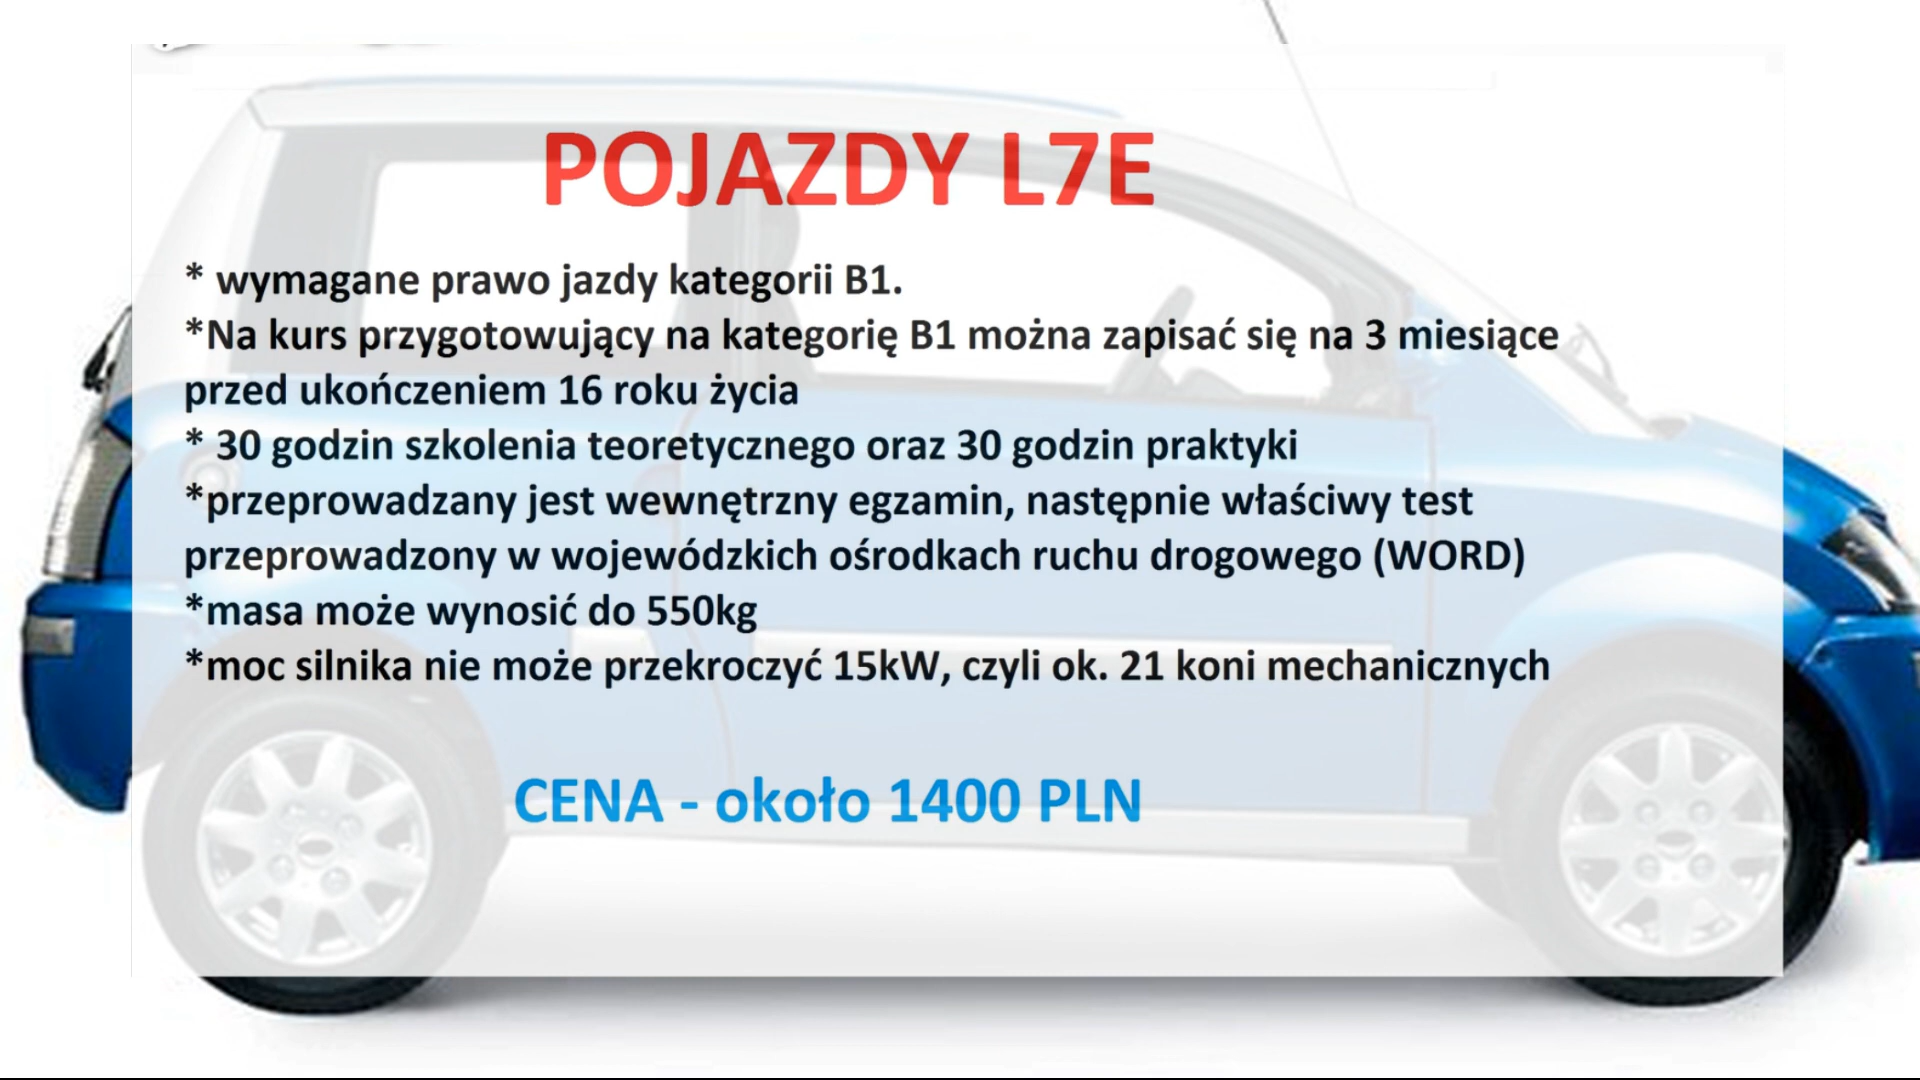 POJAZDY L7E
* wymagane prawo jazdy kategorii B1.
*Na kurs przygotowujący na kategorię B1 można zapisać się na 3 miesiące
przed ukończeniem 16 roku życia
* 30 godzin szkolenia teoretycznego oraz 30 godzin praktyki
*przeprowadzany jest wewnętrzny egzamin, następnie właściwy test
przeprowadzony w wojewódzkich ośrodkach ruchu drogowego (WORD)
*masa może wynosić do 550kg
*moc silnika nie może przekroczyć 15kW, czyli ok. 21 koni mechanicznych
CENA - około 1400 PLN